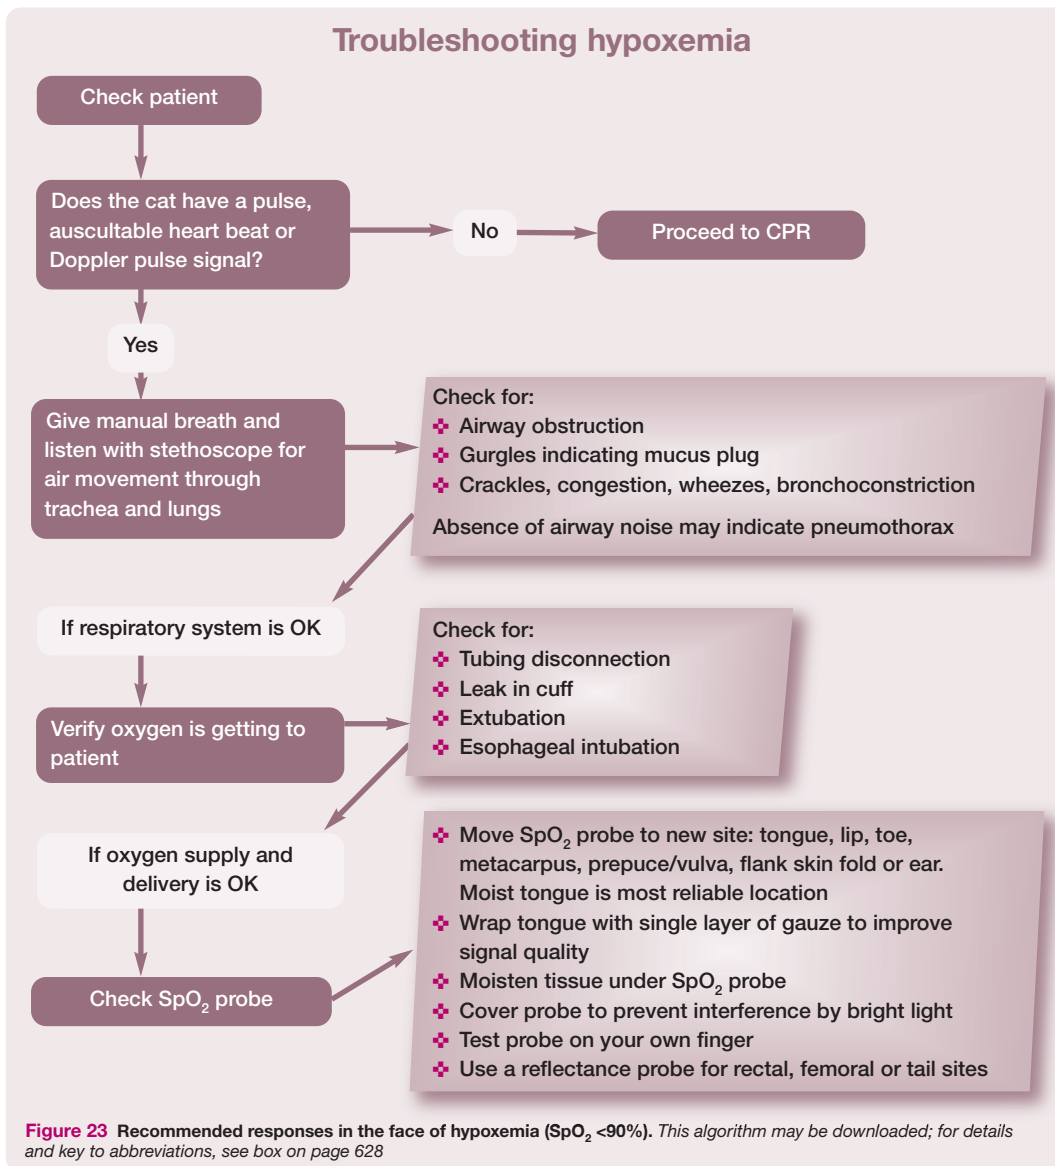 Troubleshooting hypoxemia
Check patient
Does the cat have a pulse,
auscultable heart beat or
Doppler pulse signal?
No
Proceed to CPR
Yes
Give manual breath and
listen with stethoscope for
air movement through
trachea and lungs
Check for:
✤ Airway obstruction
✤ Gurgles indicating mucus plug
✤ Crackles, congestion, wheezes, bronchoconstriction
Absence of airway noise may indicate pneumothorax
If respiratory system is OK
Verify oxygen is getting to
patient
Check for:
✤ Tubing disconnection
✤ Leak in cuff
✤ Extubation
✤ Esophageal intubation
If oxygen supply and
delivery is OK
Check SpO₂ probe
✤ Move SpO₂ probe to new site: tongue, lip, toe,
metacarpus, prepuce/vulva, flank skin fold or ear.
Moist tongue is most reliable location
✤ Wrap tongue with single layer of gauze to improve
signal quality
✤ Moisten tissue under SpO₂ probe
✤ Cover probe to prevent interference by bright light
✤ Test probe on your own finger
✤ Use a reflectance probe for rectal, femoral or tail sites
Figure 23 Recommended responses in the face of hypoxemia (SpO₂ <90%). This algorithm may be downloaded; for details
and key to abbreviations, see box on page 628